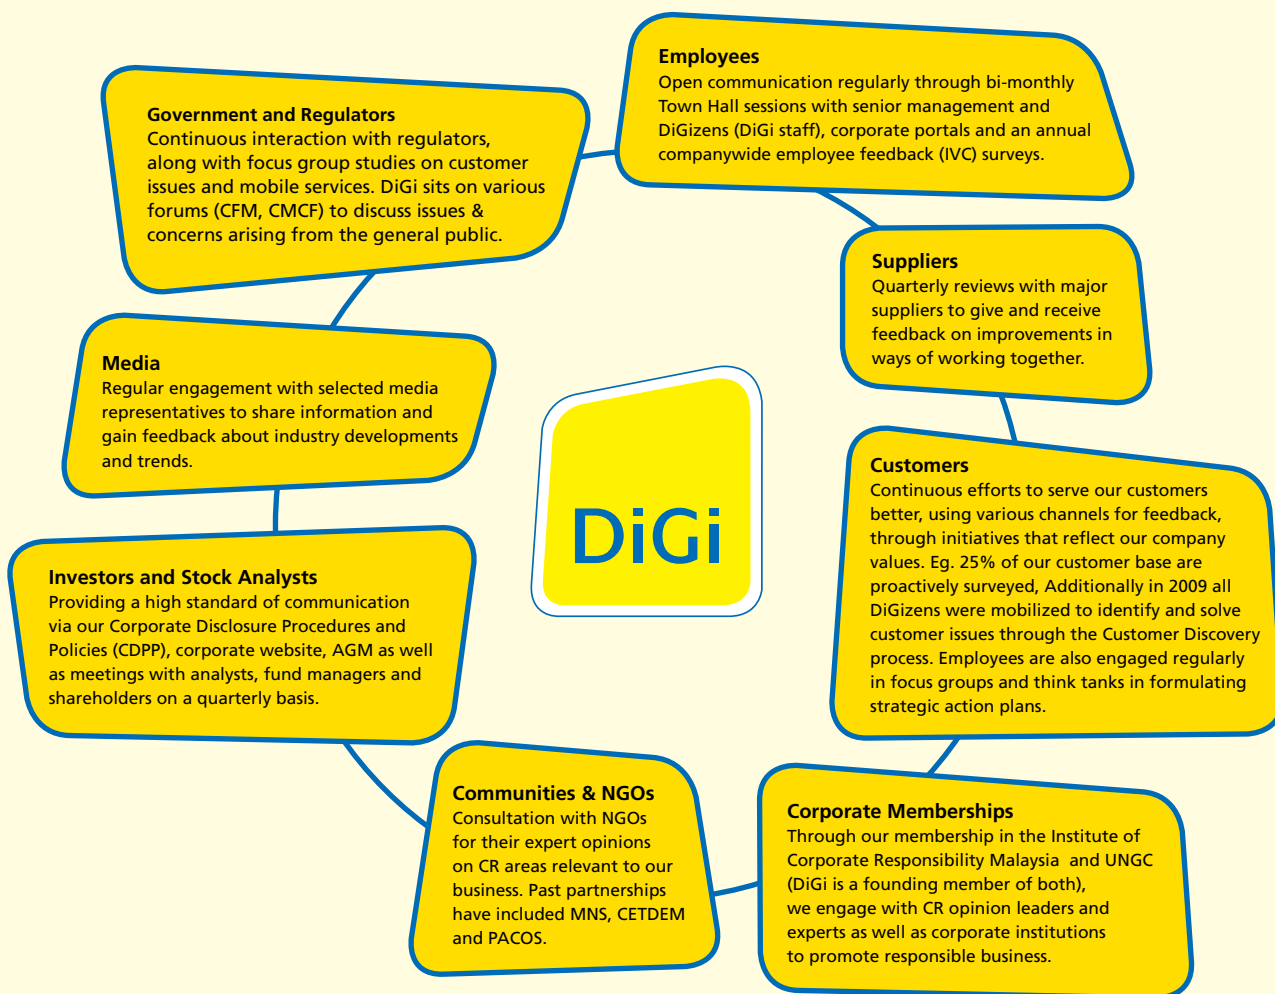 Employees
Open communication regularly through bi-monthly
Town Hall sessions with senior management and
DiGizens (DiGi staff), corporate portals and an annual
companywide employee feedback (IVC) surveys.
Government and Regulators
Continuous interaction with regulators,
along with focus group studies on customer
issues and mobile services. DiGi sits on various
forums (CFM, CMCF) to discuss issues &
concerns arising from the general public.
Suppliers
Quarterly reviews with major
suppliers to give and receive
feedback on improvements in
ways of working together.
Media
Regular engagement with selected media
representatives to share information and
gain feedback about industry developments
and trends.
DiGi
Customers
Continuous efforts to serve our customers
better, using various channels for feedback,
through initiatives that reflect our company
values. Eg. 25% of our customer base are
proactively surveyed, Additionally in 2009 all
DiGizens were mobilized to identify and solve
customer issues through the Customer Discovery
process. Employees are also engaged regularly
in focus groups and think tanks in formulating
strategic action plans.
Investors and Stock Analysts
Providing a high standard of communication
via our Corporate Disclosure Procedures and
Policies (CDPP), corporate website, AGM as well
as meetings with analysts, fund managers and
shareholders on a quarterly basis.
Communities & NGOs
Consultation with NGOs
for their expert opinions
on CR areas relevant to our
business. Past partnerships
have included MNS, CETDEM
and PACOS.
Corporate Memberships
Through our membership in the Institute of
Corporate Responsibility Malaysia and UNGC
(DiGi is a founding member of both),
we engage with CR opinion leaders and
experts as well as corporate institutions
to promote responsible business.